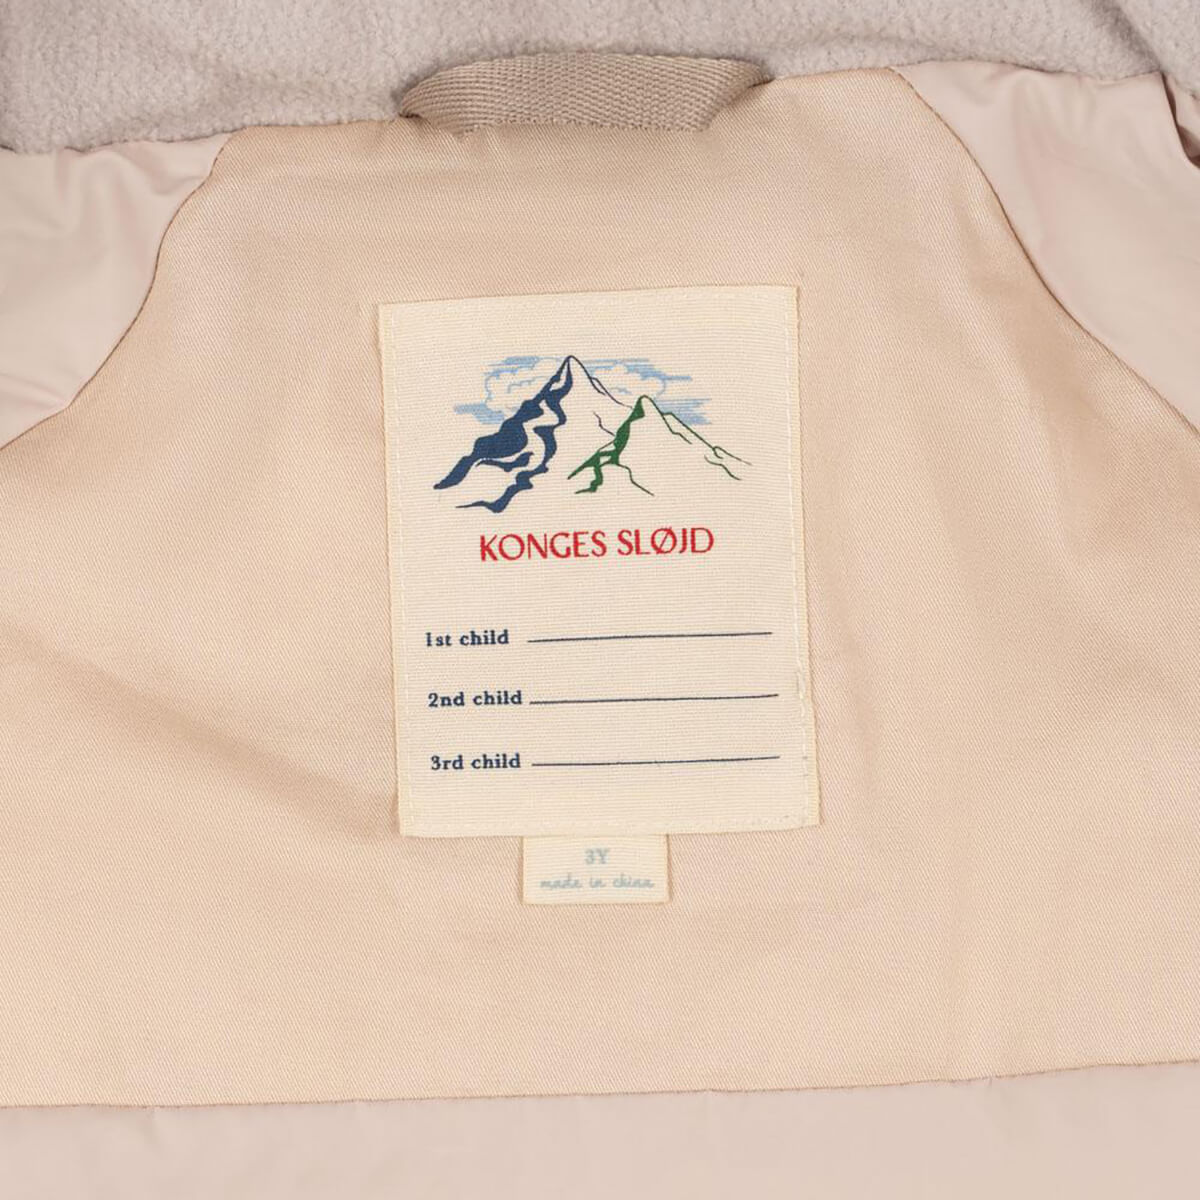 KONGES SLØJD
1st child
2nd child
3rd child
3Y
made in china